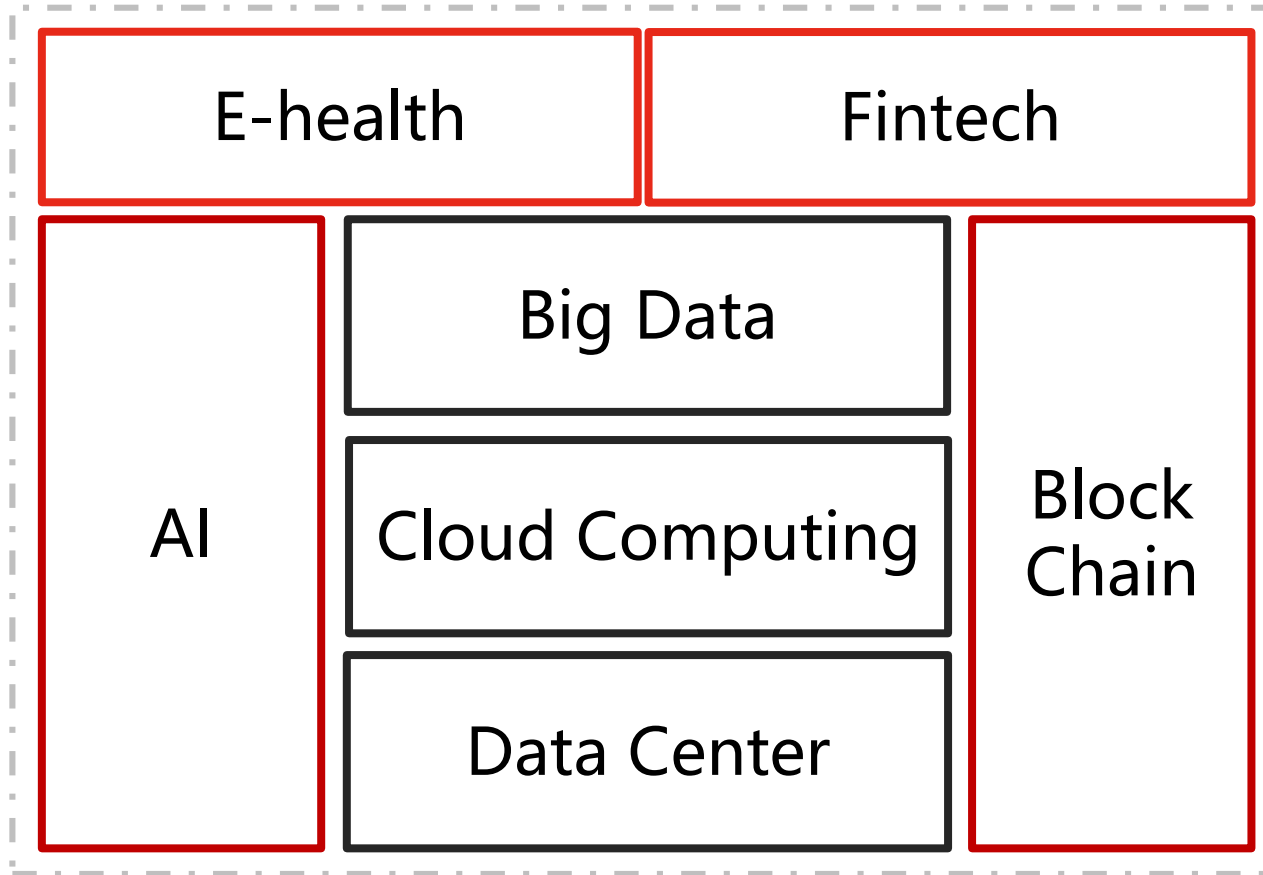 E-health
Fintech
Big Data
AI
Cloud Computing
Block
Chain
Data Center